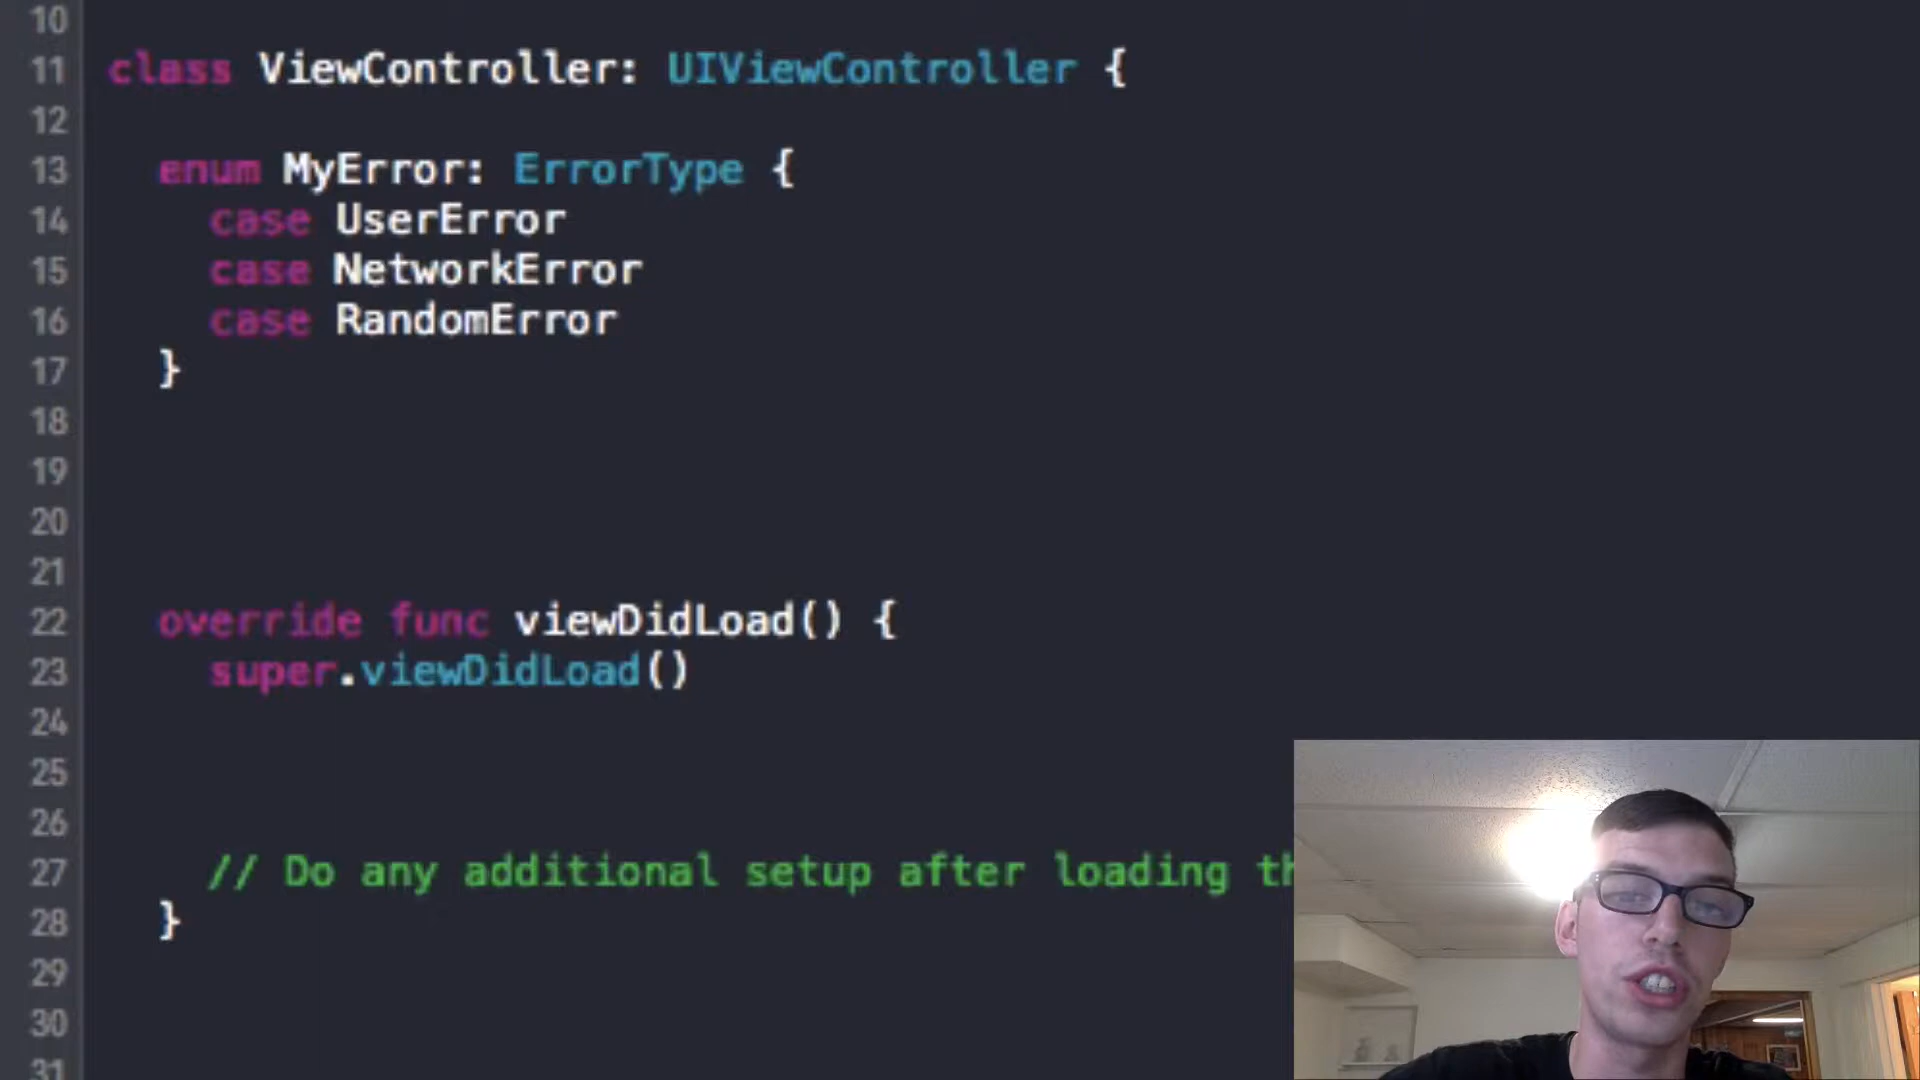 10
11 class ViewController: UIViewController {
12
13 enum MyError: ErrorType {
14 case UserError
15 case NetworkError
16 case RandomError
17 }
18
19
20
21
22 override func viewDidLoad() {
23 super.viewDidLoad()
24
25
26
27 // Do any additional setup after loading th
28 }
29
30
31